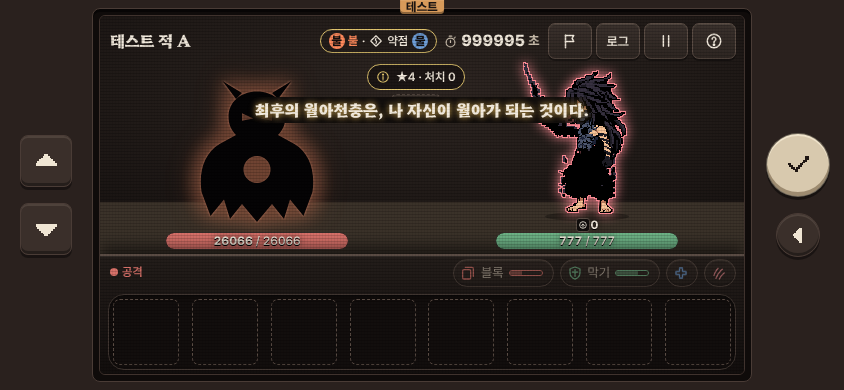 테스트
테스트 적 A
불 불 · 약점 물
999995 초
로그
★4 · 처치 0
최후의 월아천충은, 나 자신이 월아가 되는 것이다.
0
26066 / 26066
777 / 777
공격
블록
막기